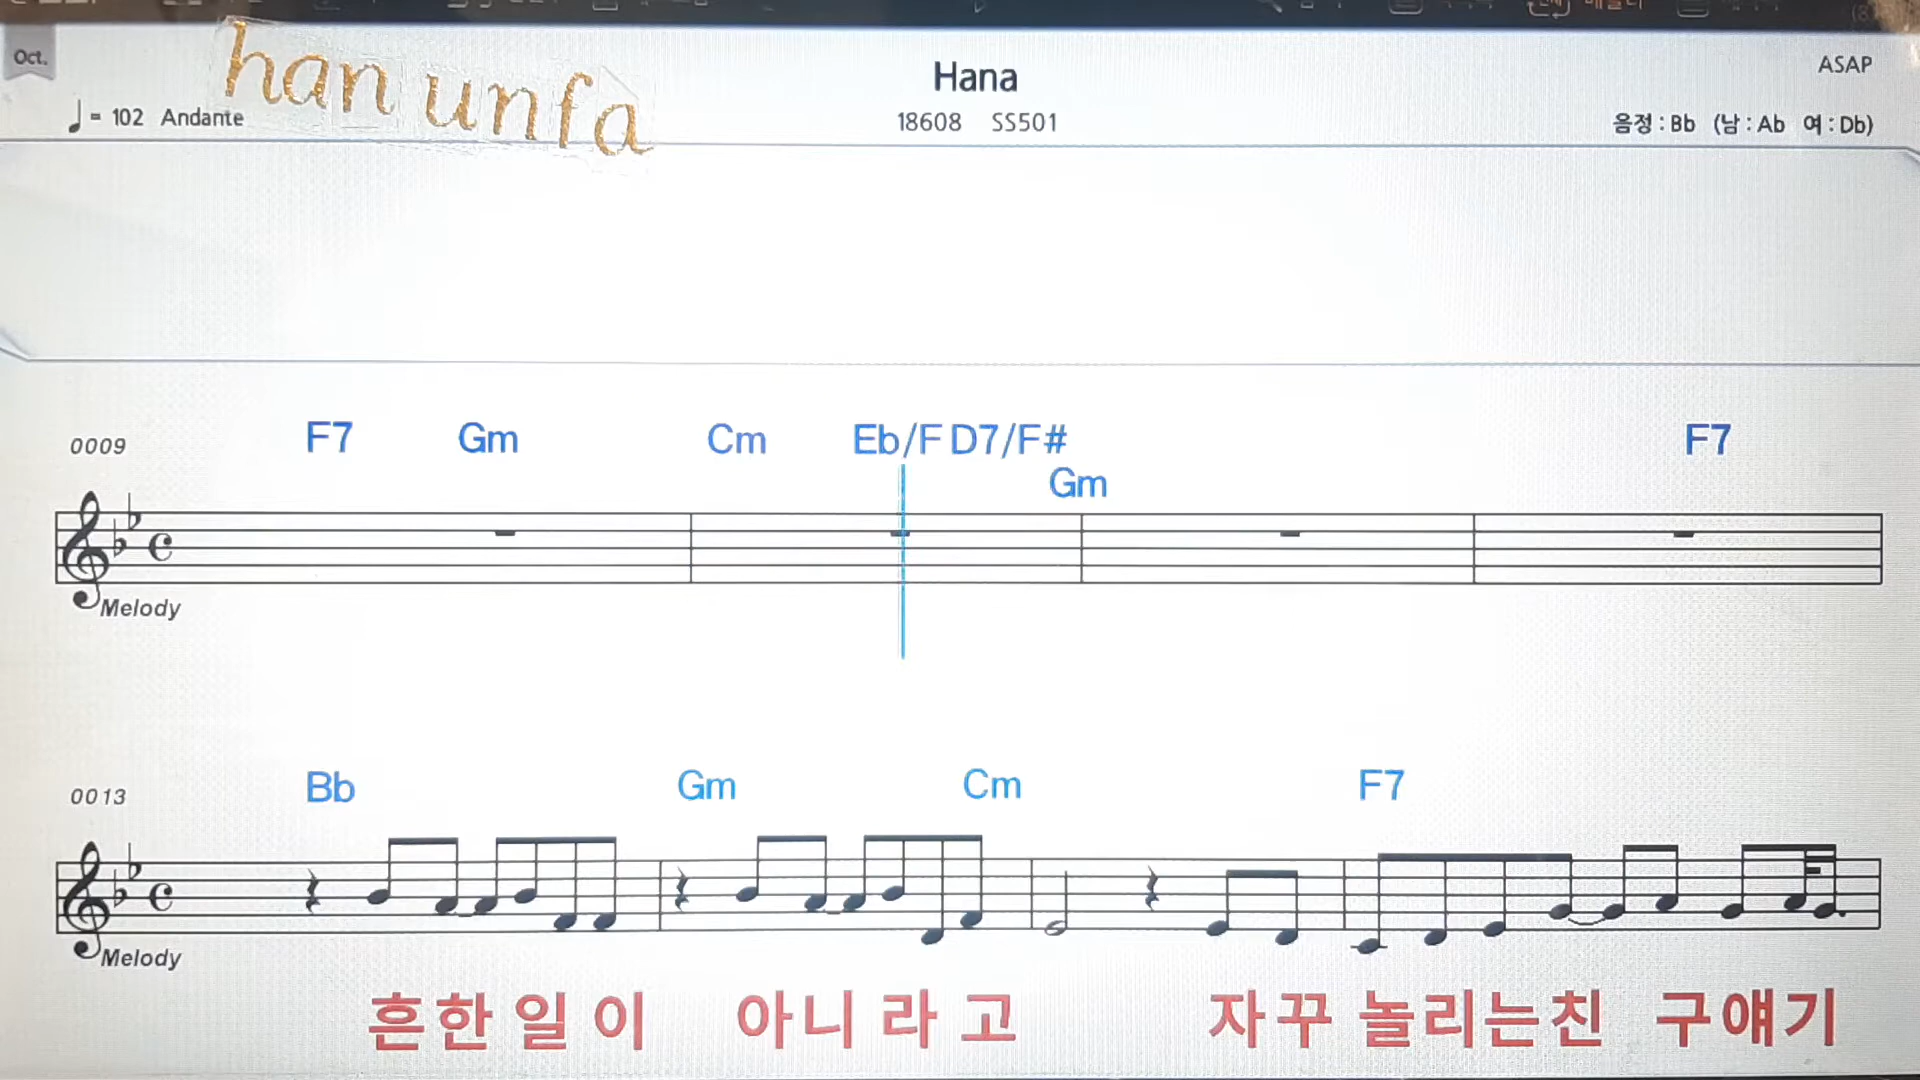 Oct.
han unfa
Hana
ASAP
= 102 Andante
18608 SS501
음정 : Bb (남 : Ab 여 : Db)
0009
F7 Gm Cm Eb/F D7/F# Gm F7
Melody
0013
Bb Gm Cm F7
Melody
흔한 일 이 아니 라 고 자꾸 놀리는친 구얘기